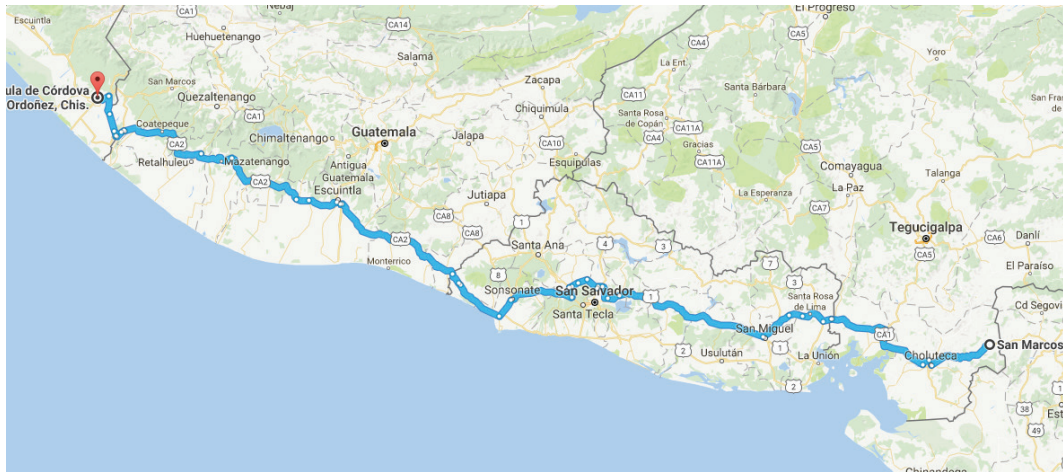 Escuintla
Nebaj
CA14
El Progreso
CA5
Huehuetenango
Santa Bárbara
CA4
La Ent.
Yoro
Salamá
San Marcos
Zacapa
CA11
Santa Bárbara
ula de Córdova
Ordoñez, Chis.
Quezaltenango
CA1
Chiquimula
Santa Rosa
de Copán
CA4
CA11A
Coatepeque
Chimaltenango
Guatemala
Jalapa
CA10
Gracias
CA5
CA2
Retalhuleu
Mazatenango
Antigua
Guatemala
Escuintla
Esquipulas
CA11A
Comayagua
CA2
Jutiapa
La Esperanza
La Paz
Talanga
CA8
CA7
CA2
CA8
1
Tegucigalpa
Monterrico
Santa Ana
4
3
CA6
Danlí
CA5
8
7
El Paraíso
Sonsonate
San Salvador
1
3
Santa Rosa
de Lima
Cd Segovi
Santa Tecla
San Miguel
CA1
San Marcos
2
Usulután
1
La Unión
Choluteca
2
38
49
Est
Chinandega